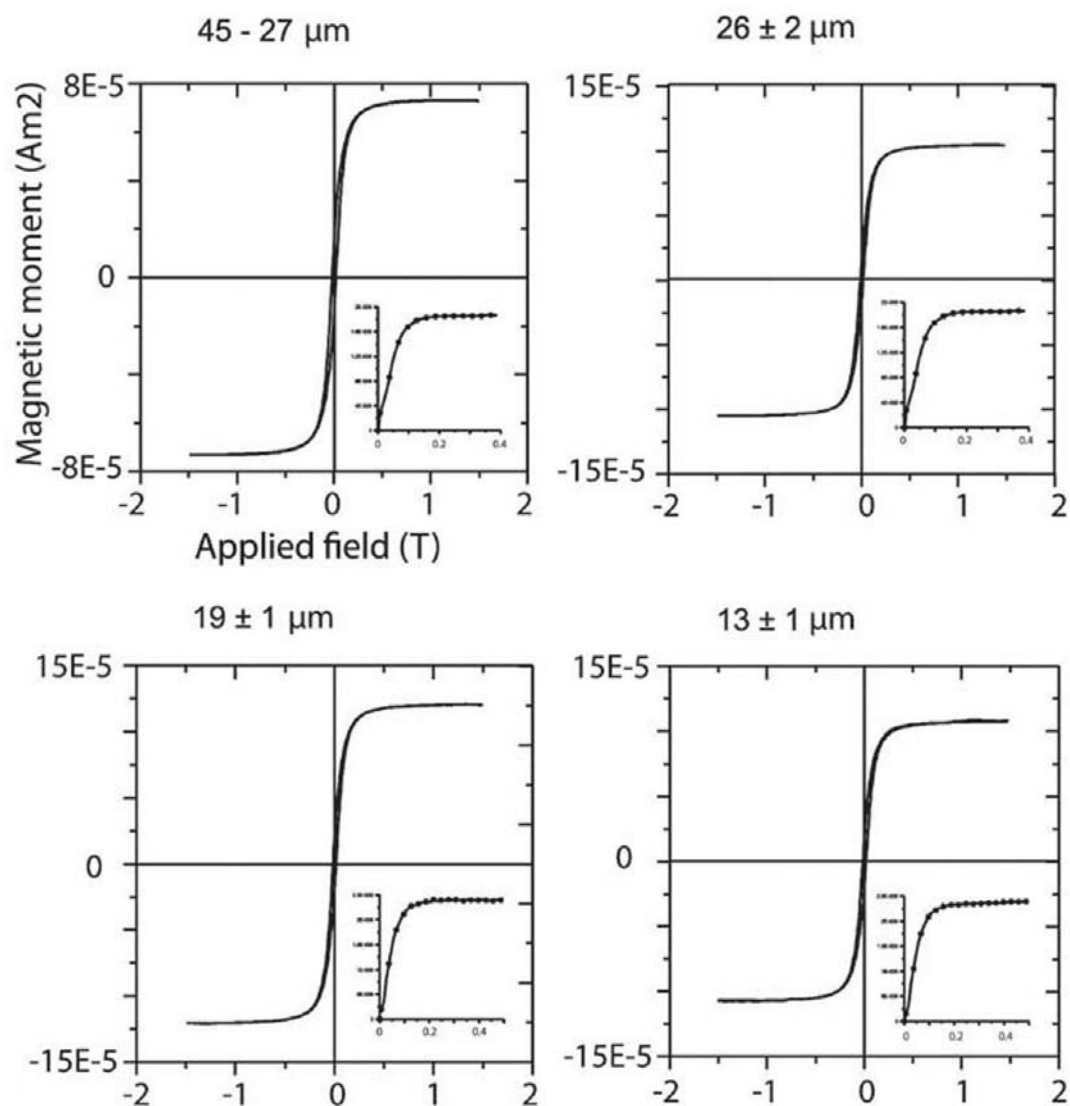 45 - 27 µm
26 ± 2 µm
Magnetic moment (Am2)
8E-5
0
-8E-5
-2 -1 0 1 2
0 0.2 0.4
Applied field (T)
15E-5
-15E-5
-2 -1 0 1 2
0 0.2 0.4
19 ± 1 µm
13 ± 1 µm
15E-5
0
-15E-5
-2 -1 0 1 2
0 0.2 0.4
15E-5
0
-15E-5
-2 -1 0 1 2
0 0.2 0.4